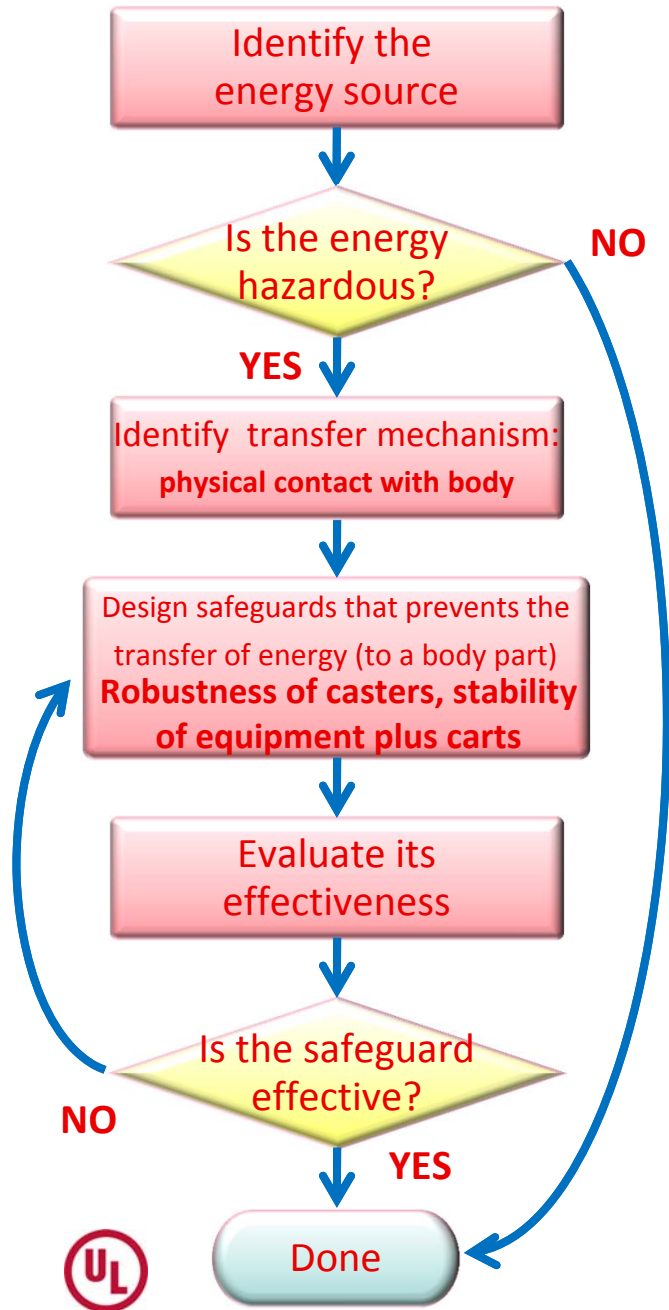 Identify the
energy source
Is the energy
hazardous?
NO
YES
Identify  transfer mechanism:
physical contact with body
Design safeguards that prevents the
transfer of energy (to a body part)
Robustness of casters, stability
of equipment plus carts
Evaluate its
effectiveness
Is the safeguard
effective?
NO
YES
Done
UL